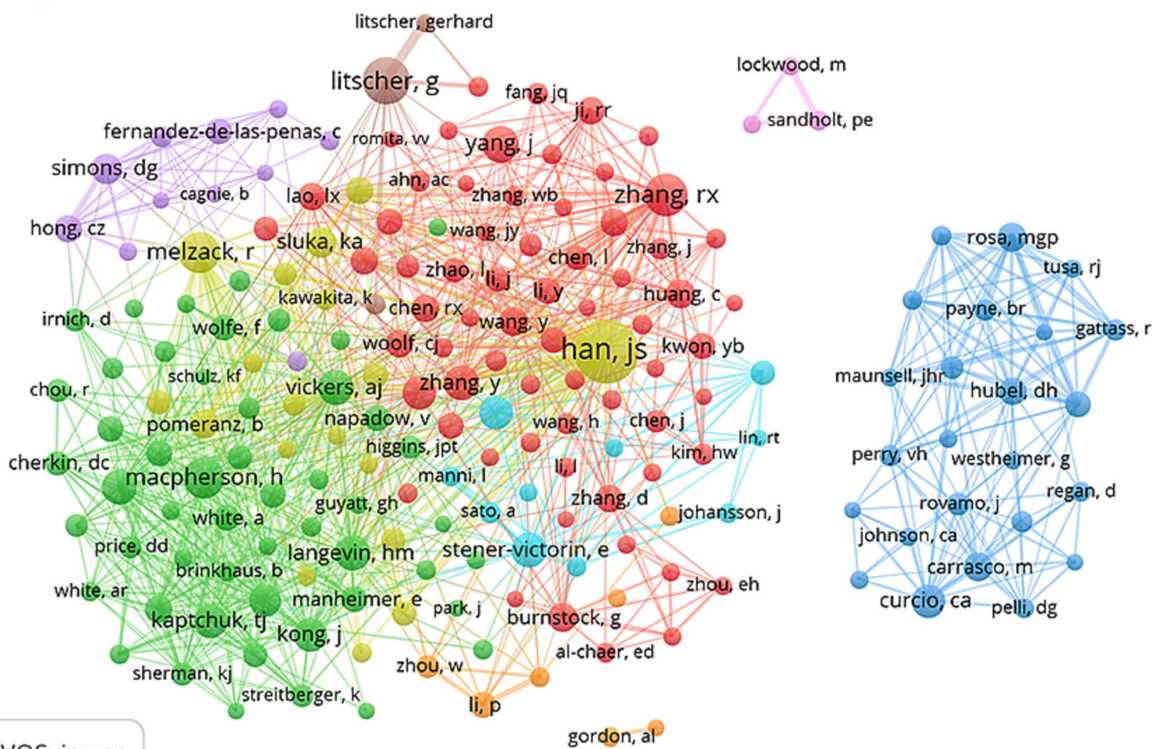 litscher, gerhard
litscher, g
lockwood, m
sandholt, pe
fang, jq
ji, rr
fernandez-de-las-penas, c
romita, vv
yang, j
simons, dg
ahn, ac
zhang, wb
zhang, rx
cagnie, b
lao, lx
hong, cz
wang, jy
melzack, r
sluka, ka
zhang, j
chen, l
zhao, l
li, j
li, y
huang, c
kawakita, k
chen, rx
irnich, d
wolfe, f
wang, y
woolf, cj
han, js
kwon, yb
schulz, kf
chou, r
vickers, aj
zhang, y
pomeranz, b
napadow, v
wang, h
chen, j
lin, rt
higgins, jpt
kim, hw
cherkin, dc
macpherson, h
manni, l
li, l
guyatt, gh
zhang, d
white, a
sato, a
johansson, j
price, dd
langevin, hm
stener-victorin, e
brinkhaus, b
white, ar
manheimer, e
zhou, eh
park, j
kaptchuk, tj
kong, j
burnstock, g
al-chaer, ed
sherman, kj
zhou, w
streitberger, k
li, p
gordon, al
rosa, mgp
tusa, rj
payne, br
gattass, r
maunsell, jhr
hubel, dh
perry, vh
westheimer, g
regan, d
rovamo, j
johnson, ca
carrasco, m
curcio, ca
pelli, dg